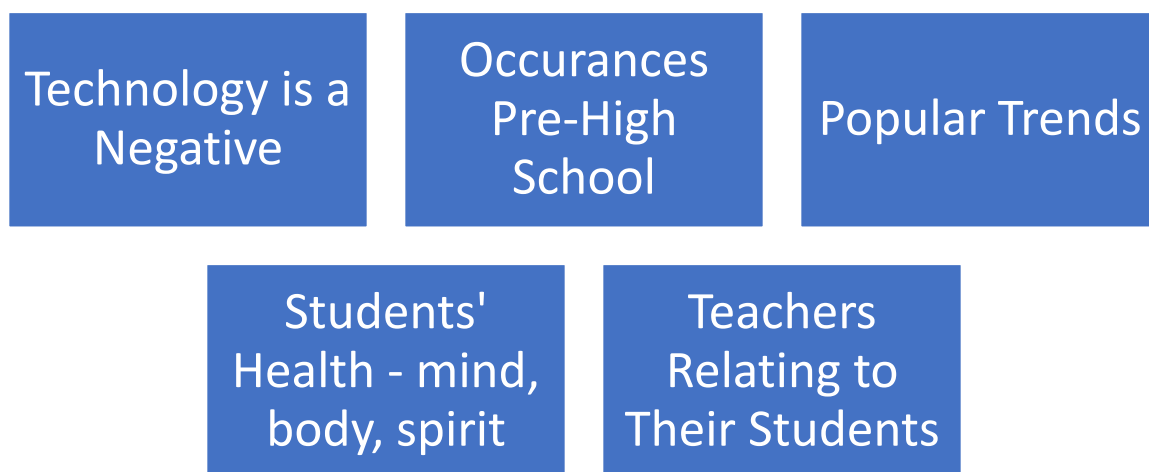 Technology is a
Negative
Occurances
Pre-High
School
Popular Trends
Students'
Health - mind,
body, spirit
Teachers
Relating to
Their Students